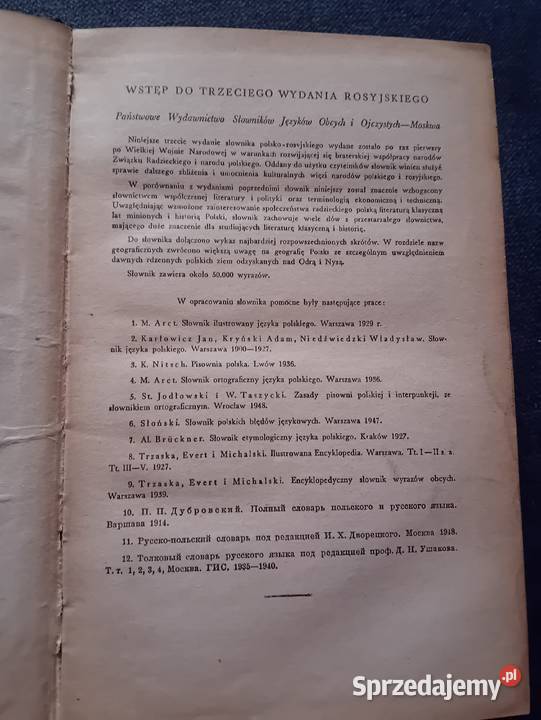 WSTĘP DO TRZECIEGO WYDANIA ROSYJSKIEGO
Państwowe Wydawnictwo Słowników Języków Obcych i Ojczystych—Moskwa
Niniejsze trzecie wydanie słownika polsko-rosyjskiego wydane zostało po raz pierwszy
po Wielkiej Wojnie Narodowej w warunkach rozwijającej się braterskiej współpracy narodów
Związku Radzieckiego i narodu polskiego. Oddany do użytku czytelników słownik winien służyć
sprawie dalszego zbliżenia i umocnienia kulturalnych więzi narodów polskiego i rosyjskiego.
W porównaniu z wydaniami poprzednimi słownik niniejszy został znacznie wzbogacony
słownictwem współczesnej literatury i polityki oraz terminologią ekonomiczną i techniczną.
Uwzględniając wzmożone zainteresowanie społeczeństwa radzieckiego polską literaturą klasyczną
lat minionych i historią Polski, słownik zachowuje wiele słów z przestarzałego słownictwa,
mającego duże znaczenie dla studiujących literaturę klasyczną i historię.
Do słownika dołączono wykaz najbardziej rozpowszechnionych skrótów. W rozdziele nazw
geograficznych zwrócono większą uwagę na geografię Polski ze szczególnym uwzględnieniem
dawnych rdzennych polskich ziem odzyskanych nad Odrą i Nysą.
Słownik zawiera około 50.000 wyrazów.
W opracowaniu słownika pomocne były następujące prace:
1. M. Arct. Słownik ilustrowany języka polskiego. Warszawa 1929 r.
2. Karłowicz Jan, Kryński Adam, Niedźwiedzki Władysław. Słow-
nik języka polskiego. Warszawa 1900—1927.
3. K. Nitsch. Pisownia polska. Lwów 1936.
4. M. Arct. Słownik ortograficzny języka polskiego. Warszawa 1936.
5. St. Jodłowski i W. Taszycki. Zasady pisowni polskiej i interpunkcji, ze
słownikiem ortograficznym. Wrocław 1948.
6. Słoński. Słownik polskich błędów językowych. Warszawa 1947.
7. Al. Brückner. Słownik etymologiczny języka polskiego. Kraków 1927.
8. Trzaska, Evert i Michalski. Ilustrowana Encyklopedia. Warszawa. Tt. I—II s. a.
Tt. III—V. 1927.
9. Trzaska, Evert i Michalski. Encyklopedyczny słownik wyrazów obcych.
Warszawa 1939.
10. П. П. Дубровский. Полный словарь польского и русского языка.
Варшава 1914.
11. Русско-польский словарь под редакцией И. Х. Дворецкого. Москва 1948.
12. Толковый словарь русского языка под редакцией проф. Д. Н. Ушакова.
Т. т. 1, 2, 3, 4, Москва. ГИС. 1935—1940.
Sprzedajemy.pl